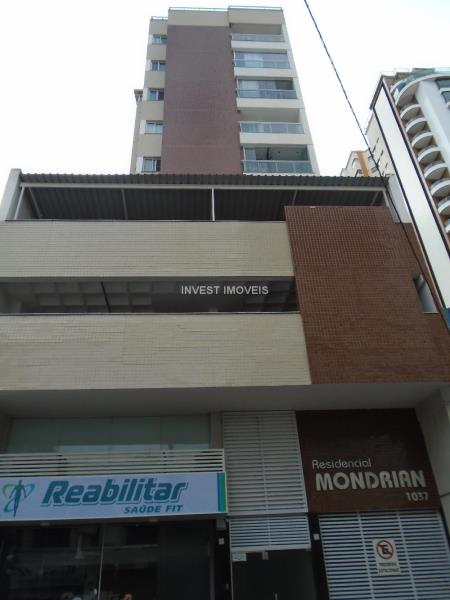 INVEST IMOVEIS
Residencial
MONDRIAN
1037
Reabilitar
SAÚDE FIT